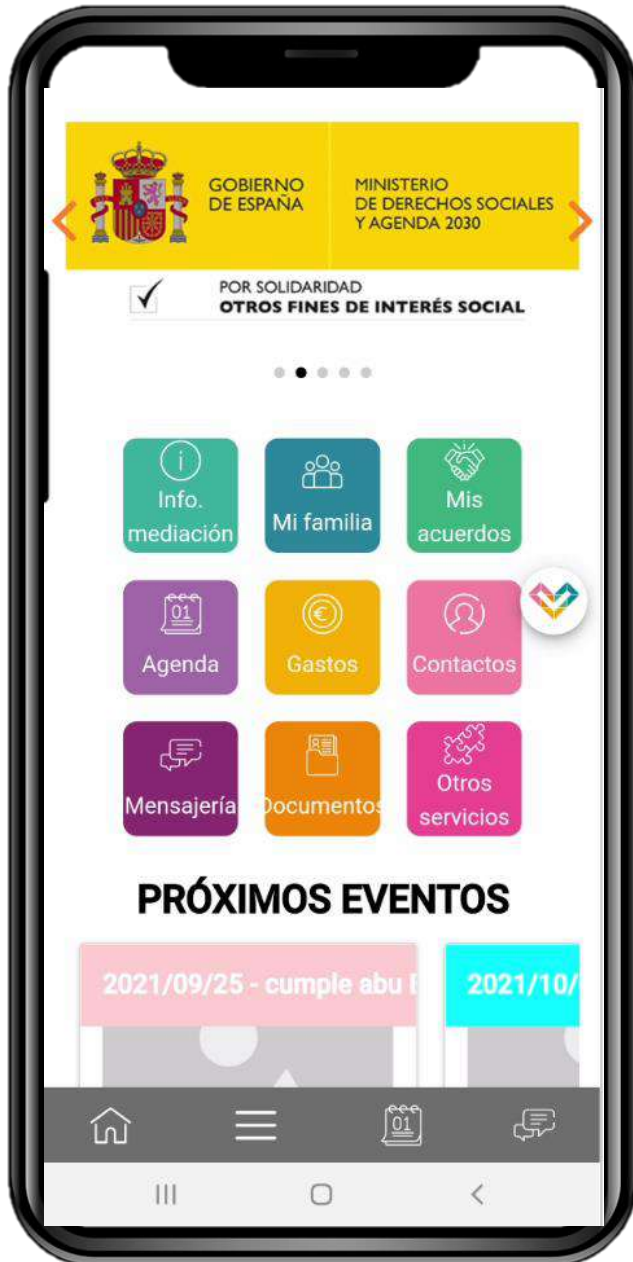 GOBIERNO
DE ESPAÑA
MINISTERIO
DE DERECHOS SOCIALES
Y AGENDA 2030
POR SOLIDARIDAD
OTROS FINES DE INTERÉS SOCIAL
Info.
mediación
Mi familia
Mis
acuerdos
01
Agenda
Gastos
Contactos
Mensajería
Documentos
Otros
servicios
PRÓXIMOS EVENTOS
2021/09/25 - cumple abu
2021/10/
01